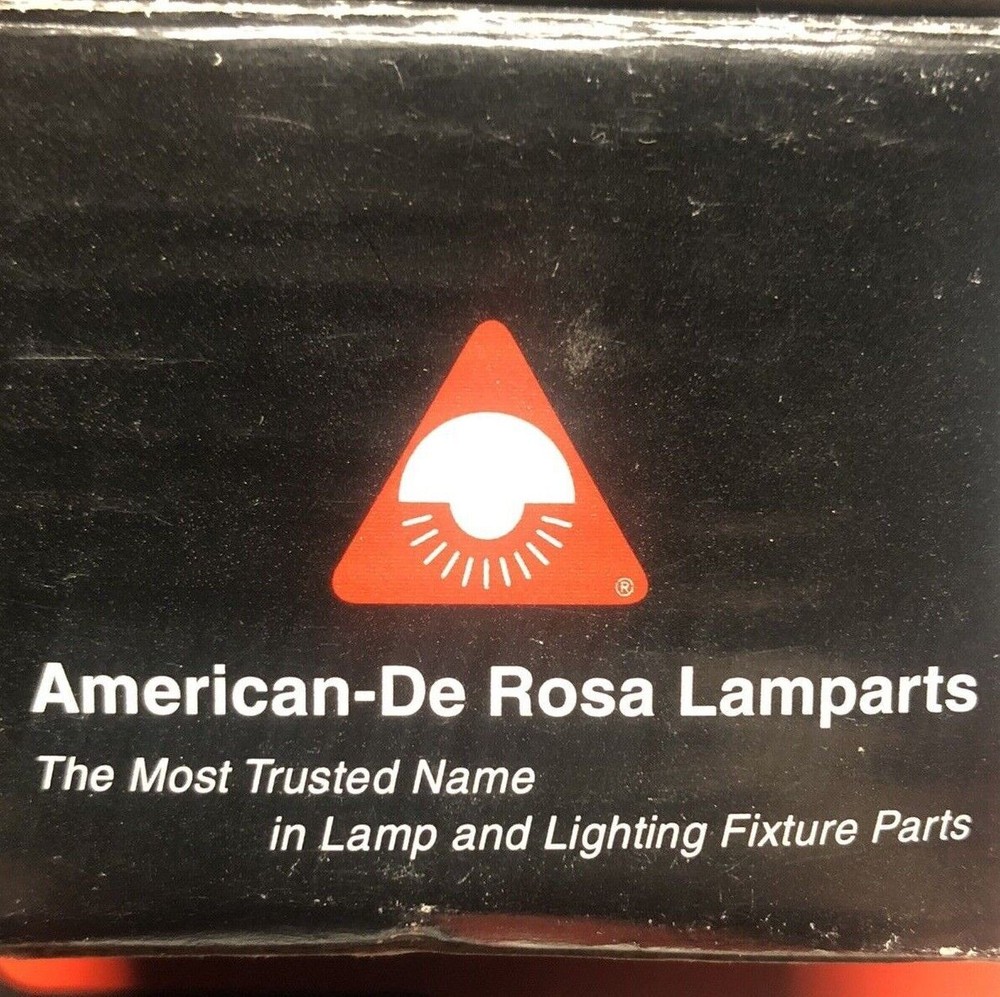 ®
American-De Rosa Lamparts
The Most Trusted Name
in Lamp and Lighting Fixture Parts